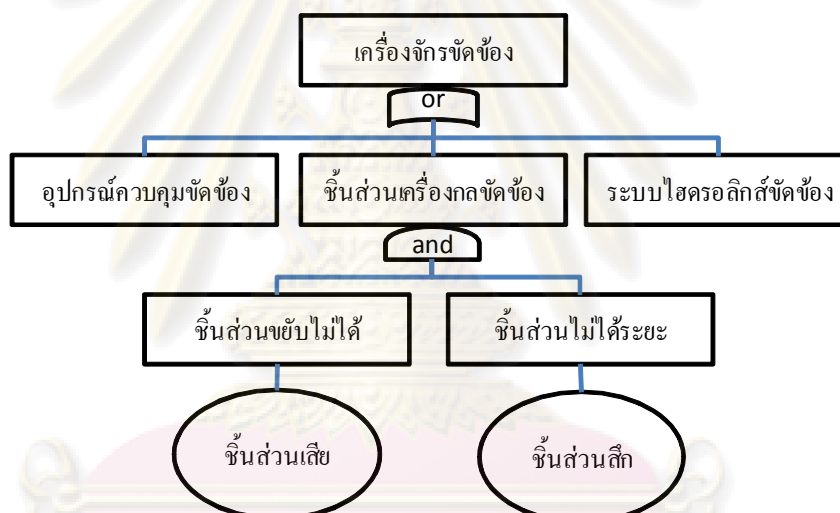 เครื่องจักรขัดข้อง
or
อุปกรณ์ควบคุมขัดข้อง
ชิ้นส่วนเครื่องกลขัดข้อง
ระบบไฮดรอลิกส์ขัดข้อง
and
ชิ้นส่วนขยับไม่ได้
ชิ้นส่วนไม่ได้ระยะ
ชิ้นส่วนเสีย
ชิ้นส่วนสึก